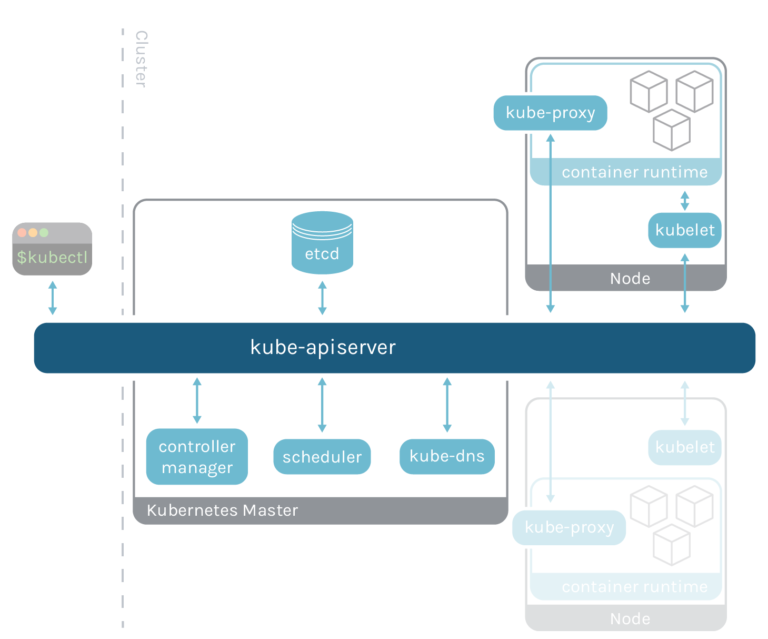 Cluster
kube-proxy
container runtime
kubelet
Node
etcd
$kubectl
kube-apiserver
controller
manager
scheduler
kube-dns
Kubernetes Master
kubelet
kube-proxy
container runtime
Node